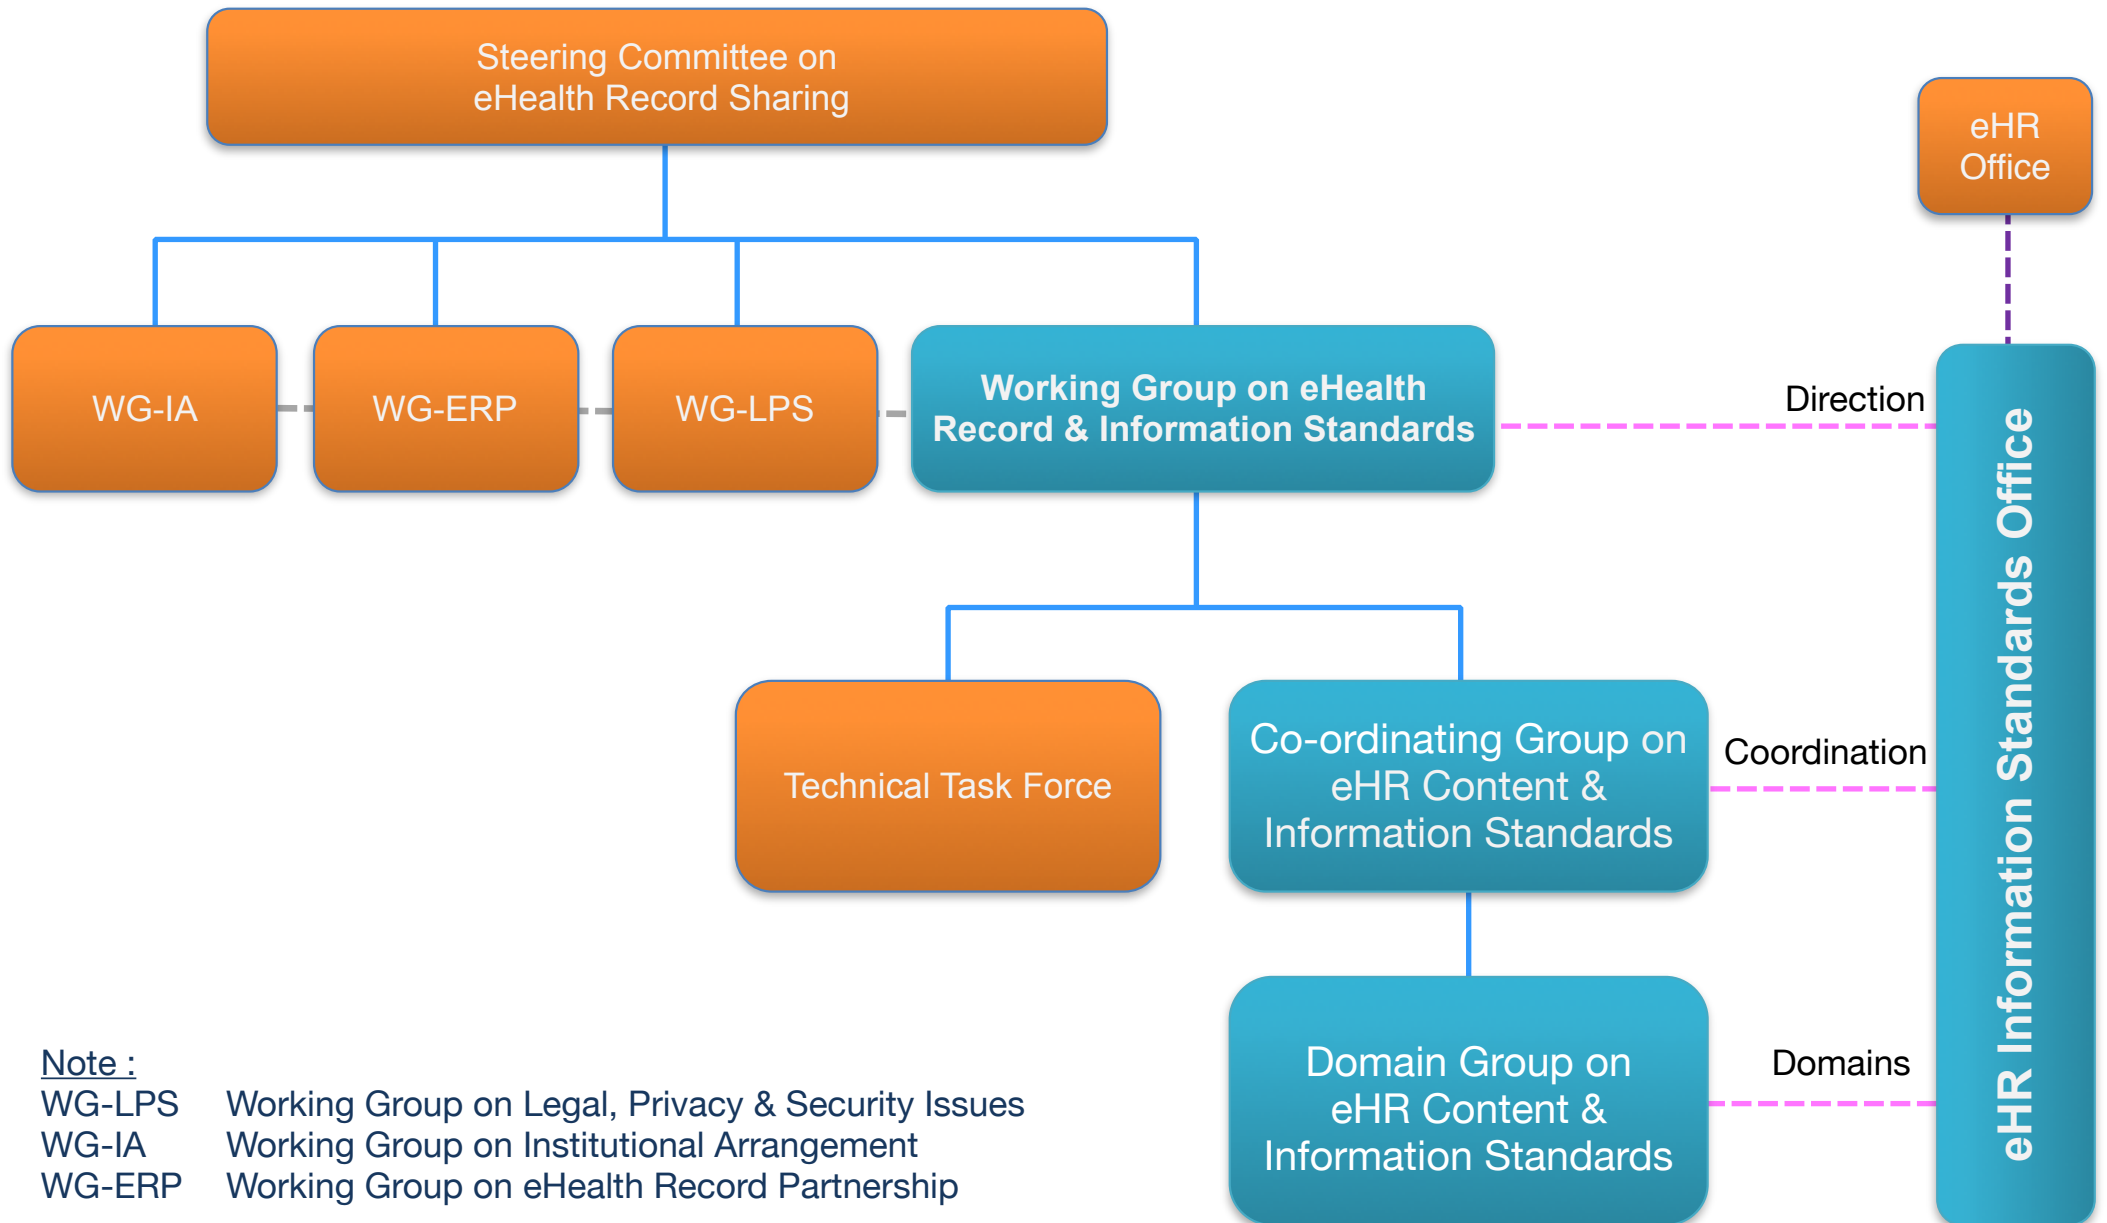 Steering Committee on
eHealth Record Sharing
eHR
Office
WG-IA
WG-ERP
WG-LPS
Working Group on eHealth
Record & Information Standards
Direction
eHR Information Standards Office
Technical Task Force
Co-ordinating Group on
eHR Content &
Information Standards
Coordination
Domain Group on
eHR Content &
Information Standards
Domains
Note :
WG-LPS Working Group on Legal, Privacy & Security Issues
WG-IA Working Group on Institutional Arrangement
WG-ERP Working Group on eHealth Record Partnership